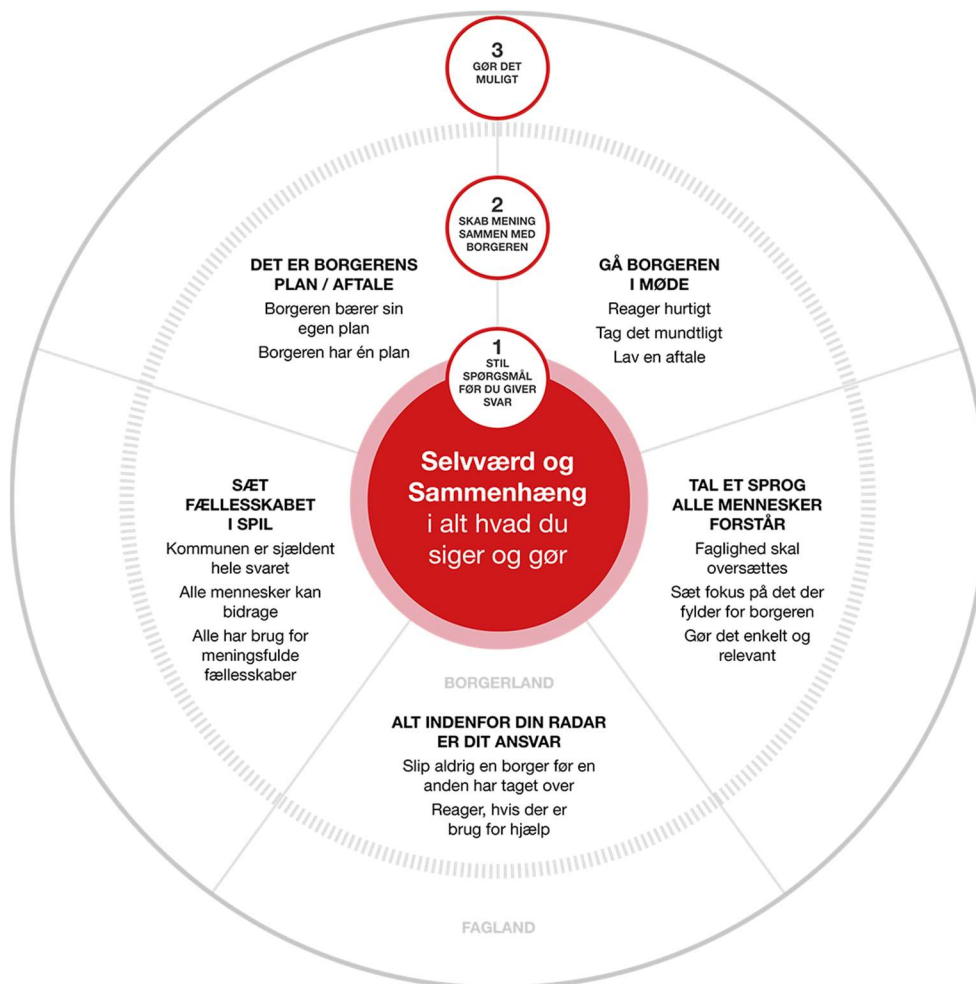 3
GØR DET
MULIGT
2
SKAB MENING
SAMMEN MED
BORGEREN
DET ER BORGERENS
PLAN / AFTALE
Borgeren bærer sin
egen plan
Borgeren har én plan
GÅ BORGEREN
I MØDE
Reager hurtigt
Tag det mundtligt
Lav en aftale
1
STIL
SPØRGSMÅL
FØR DU GIVER
SVAR
Selvværd og
Sammenhæng
i alt hvad du
siger og gør
SÆT
FÆLLESSKABET
I SPIL
Kommunen er sjældent
hele svaret
Alle mennesker kan
bidrage
Alle har brug for
meningsfulde
fællesskaber
TAL ET SPROG
ALLE MENNESKER
FORSTÅR
Faglighed skal
oversættes
Sæt fokus på det der
fylder for borgeren
Gør det enkelt og
relevant
BORGERLAND
ALT INDENFOR DIN RADAR
ER DIT ANSVAR
Slip aldrig en borger før en
anden har taget over
Reager, hvis der er
brug for hjælp
FAGLAND